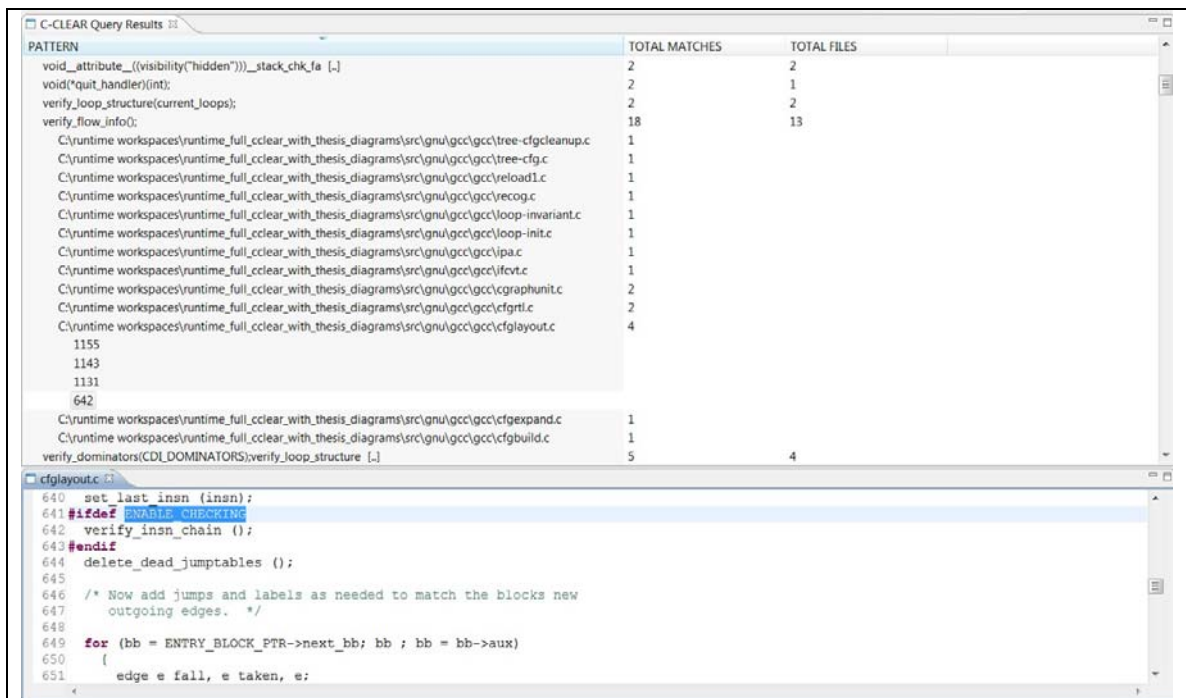 C-CLEAR Query Results
PATTERN TOTAL MATCHES TOTAL FILES
void__attribute__((visibility("hidden")))__stack_chk_fa [..] 2 2
void(*quit_handler)(int); 2 1
verify_loop_structure(current_loops); 2 2
verify_flow_info(); 18 13
C:\runtime workspaces\runtime_full_cclear_with_thesis_diagrams\src\gnu\gcc\gcc\tree-cfgcleanup.c 1
C:\runtime workspaces\runtime_full_cclear_with_thesis_diagrams\src\gnu\gcc\gcc\tree-cfg.c 1
C:\runtime workspaces\runtime_full_cclear_with_thesis_diagrams\src\gnu\gcc\gcc\reload1.c 1
C:\runtime workspaces\runtime_full_cclear_with_thesis_diagrams\src\gnu\gcc\gcc\recog.c 1
C:\runtime workspaces\runtime_full_cclear_with_thesis_diagrams\src\gnu\gcc\gcc\loop-invariant.c 1
C:\runtime workspaces\runtime_full_cclear_with_thesis_diagrams\src\gnu\gcc\gcc\loop-init.c 1
C:\runtime workspaces\runtime_full_cclear_with_thesis_diagrams\src\gnu\gcc\gcc\ipa.c 1
C:\runtime workspaces\runtime_full_cclear_with_thesis_diagrams\src\gnu\gcc\gcc\ifcvt.c 1
C:\runtime workspaces\runtime_full_cclear_with_thesis_diagrams\src\gnu\gcc\gcc\cgraphunit.c 2
C:\runtime workspaces\runtime_full_cclear_with_thesis_diagrams\src\gnu\gcc\gcc\cfgrtl.c 2
C:\runtime workspaces\runtime_full_cclear_with_thesis_diagrams\src\gnu\gcc\gcc\cfglayout.c 4
1155
1143
1131
642
C:\runtime workspaces\runtime_full_cclear_with_thesis_diagrams\src\gnu\gcc\gcc\cfgexpand.c 1
C:\runtime workspaces\runtime_full_cclear_with_thesis_diagrams\src\gnu\gcc\gcc\cfgbuild.c 1
verify_dominators(CDI_DOMINATORS);verify_loop_structure [..] 5 4
cfglayout.c
640 set_last_insn (insn);
641 #ifdef ENABLE_CHECKING
642 verify_insn_chain ();
643 #endif
644 delete_dead_jumptables ();
645
646 /* Now add jumps and labels as needed to match the blocks new
647 outgoing edges. */
648
649 for (bb = ENTRY_BLOCK_PTR->next_bb; bb ; bb = bb->aux)
650 {
651 edge e_fall, e_taken, e;